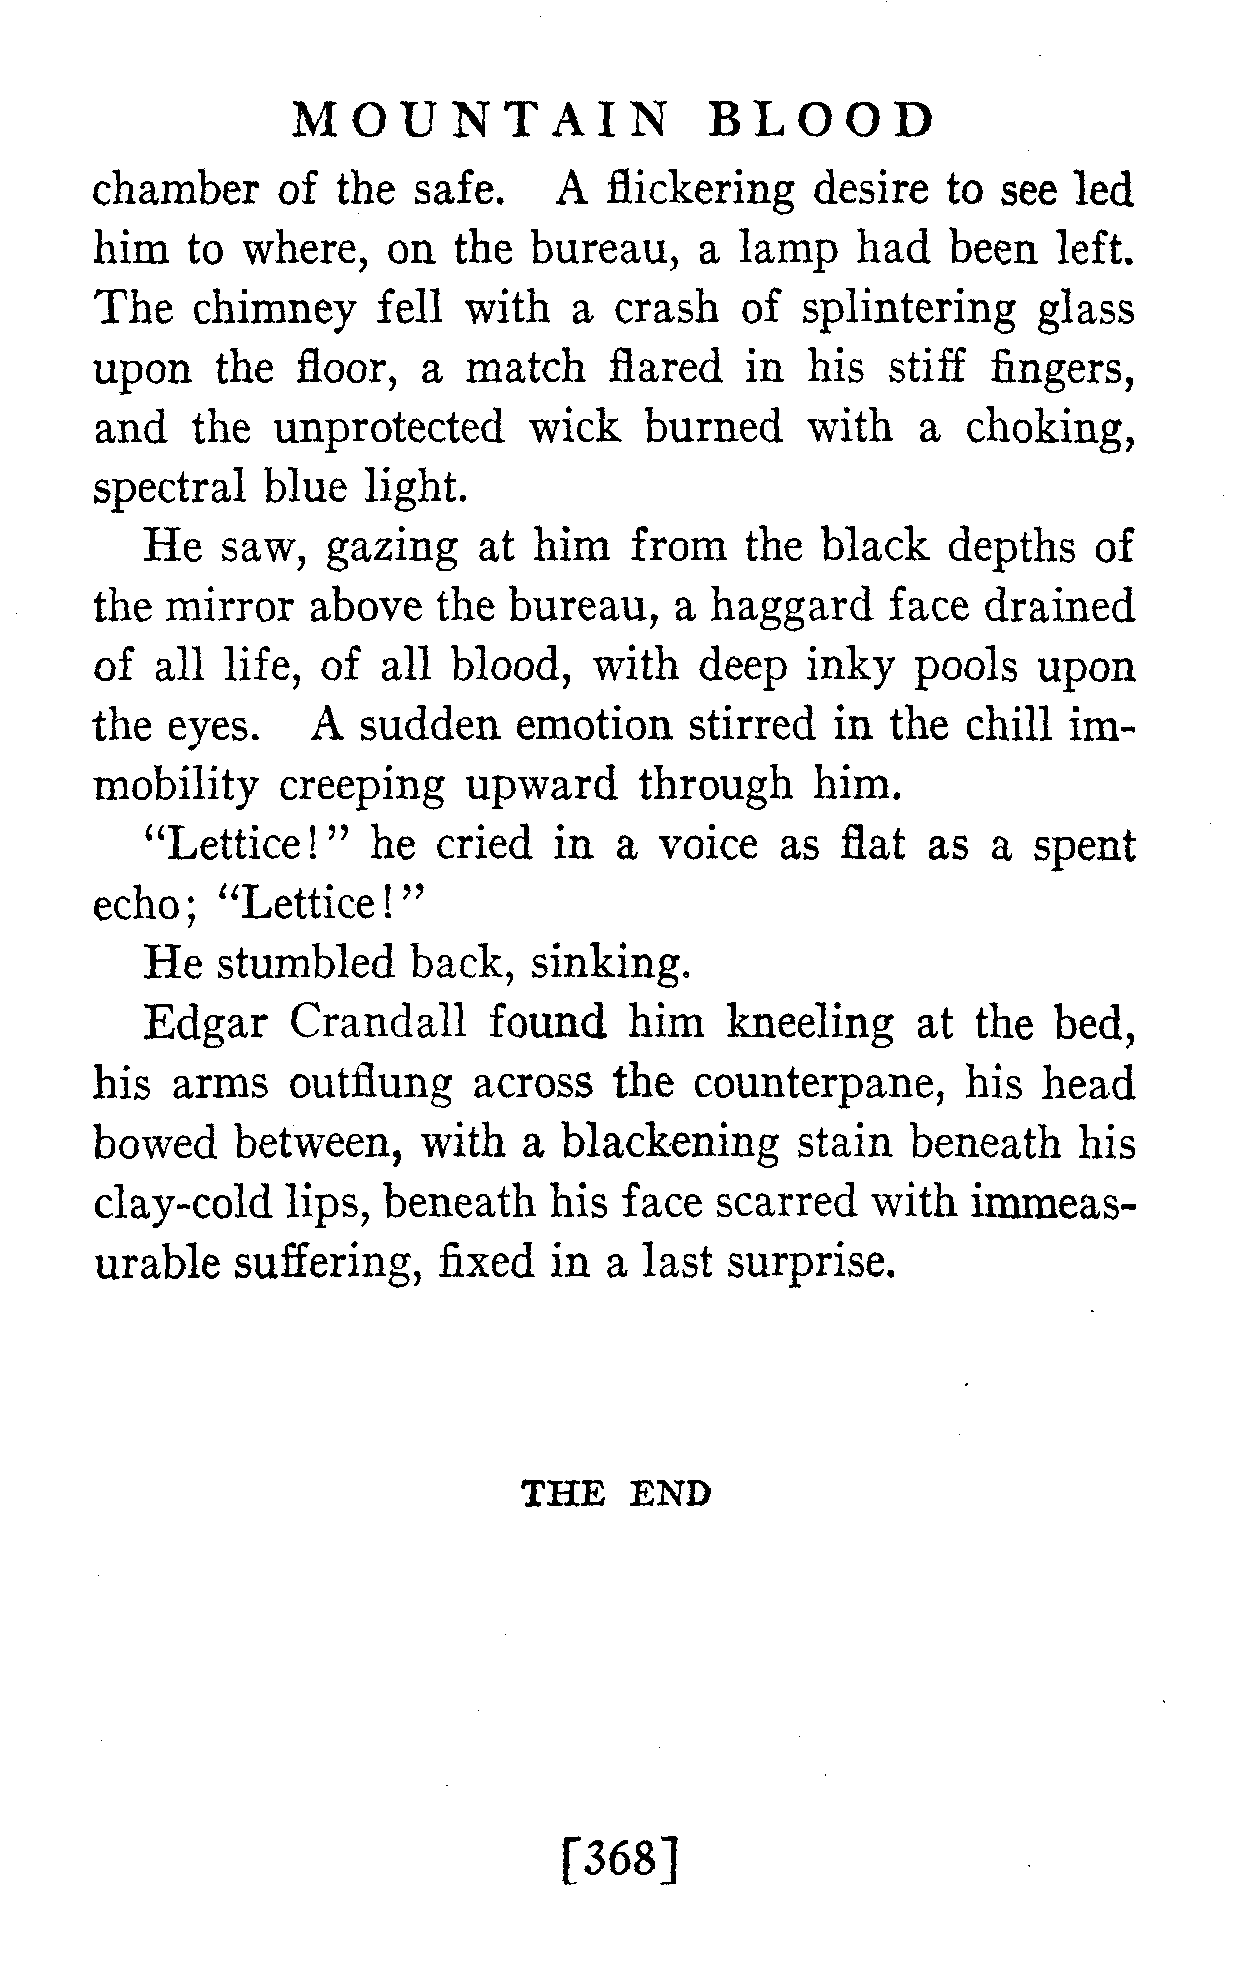 MOUNTAIN BLOOD
chamber of the safe. A flickering desire to see led
him to where, on the bureau, a lamp had been left.
The chimney fell with a crash of splintering glass
upon the floor, a match flared in his stiff fingers,
and the unprotected wick burned with a choking,
spectral blue light.
He saw, gazing at him from the black depths of
the mirror above the bureau, a haggard face drained
of all life, of all blood, with deep inky pools upon
the eyes. A sudden emotion stirred in the chill im-
mobility creeping upward through him.
“Lettice!” he cried in a voice as flat as a spent
echo; “Lettice!”
He stumbled back, sinking.
Edgar Crandall found him kneeling at the bed,
his arms outflung across the counterpane, his head
bowed between, with a blackening stain beneath his
clay-cold lips, beneath his face scarred with immeas-
urable suffering, fixed in a last surprise.
THE END
[368]